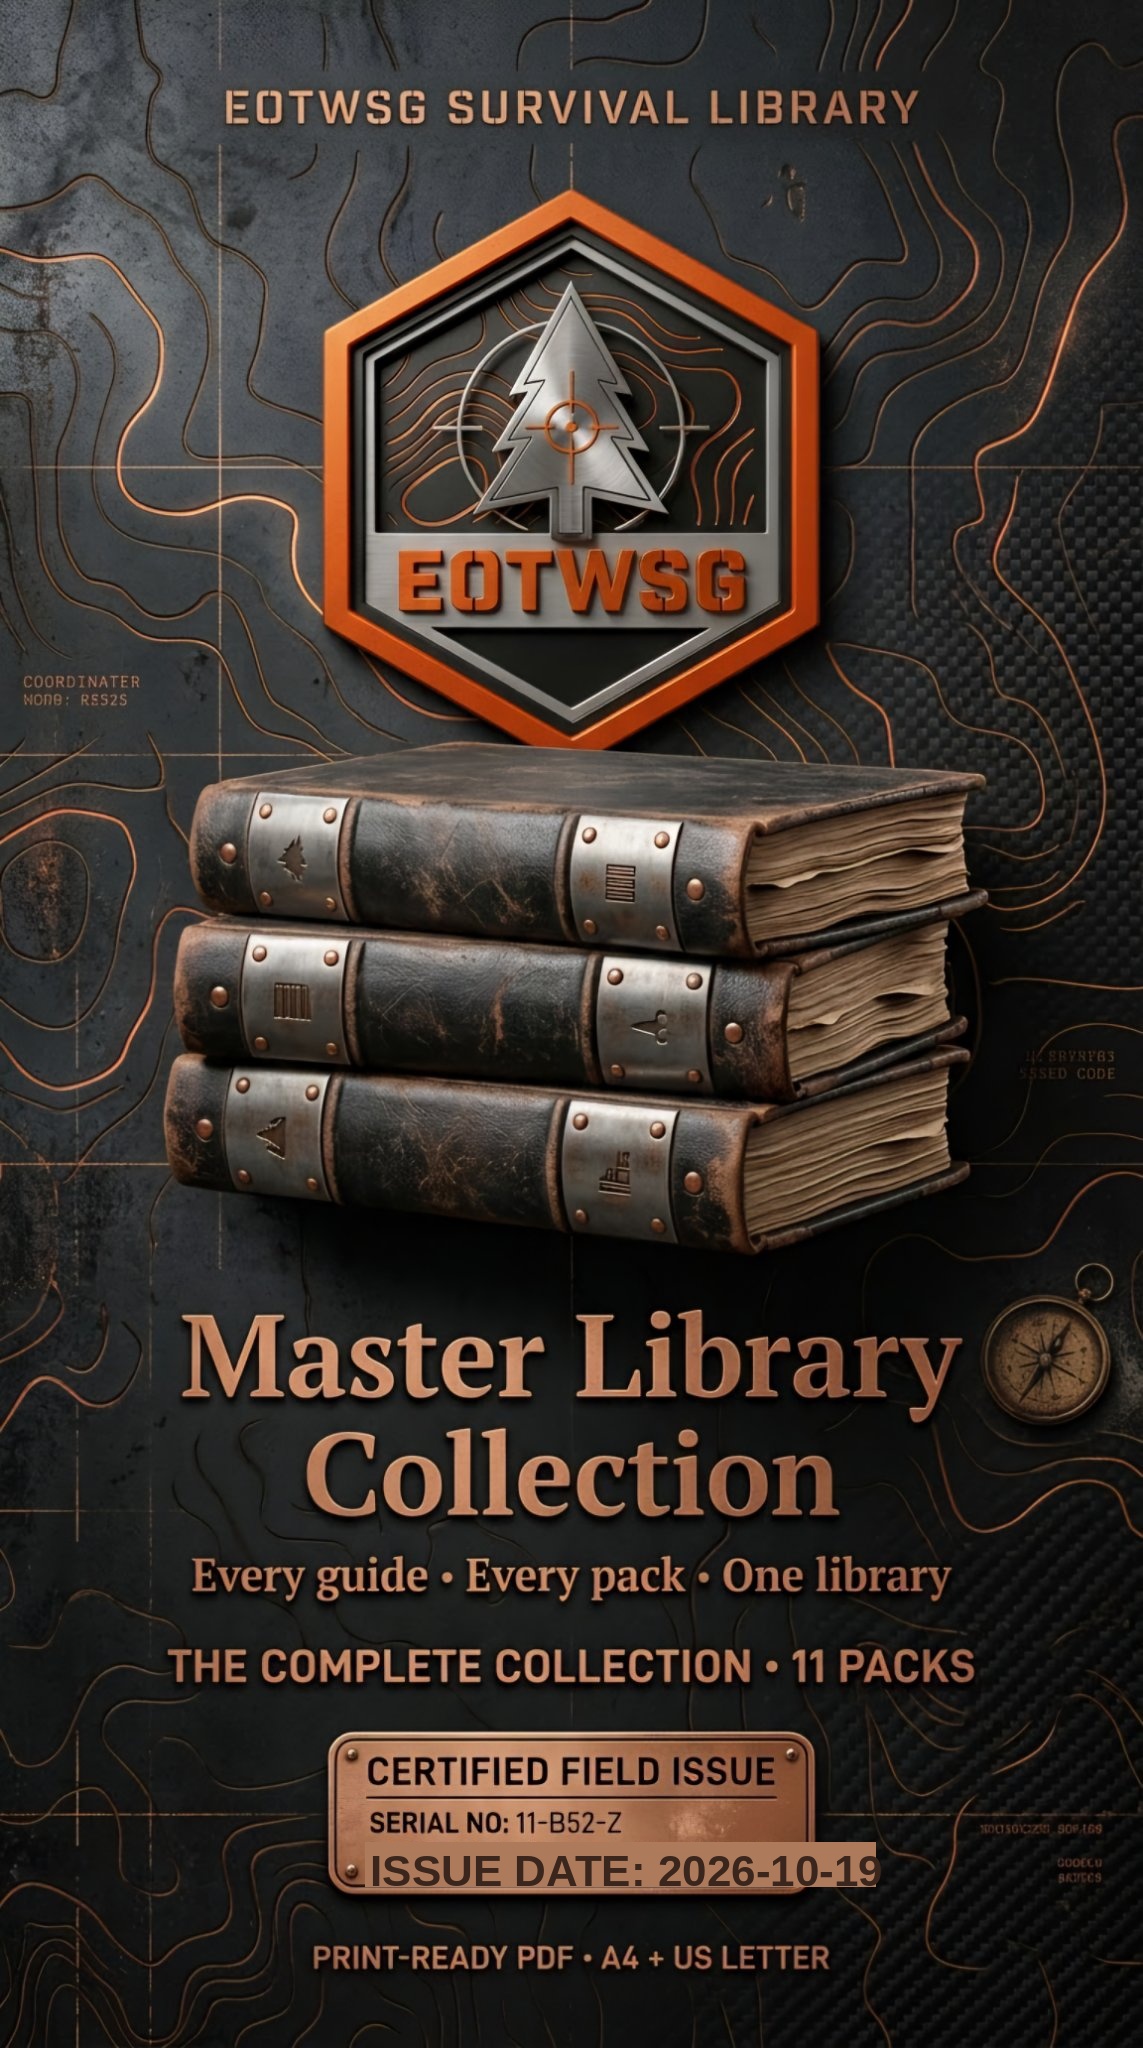 EOTWSG SURVIVAL LIBRARY
EOTWSG
COORDINATER
Master Library
Collection
Every guide • Every pack • One library
THE COMPLETE COLLECTION • 11 PACKS
CERTIFIED FIELD ISSUE
SERIAL NO: 11-B52-Z
ISSUE DATE: 2026-10-19
PRINT-READY PDF • A4 + US LETTER